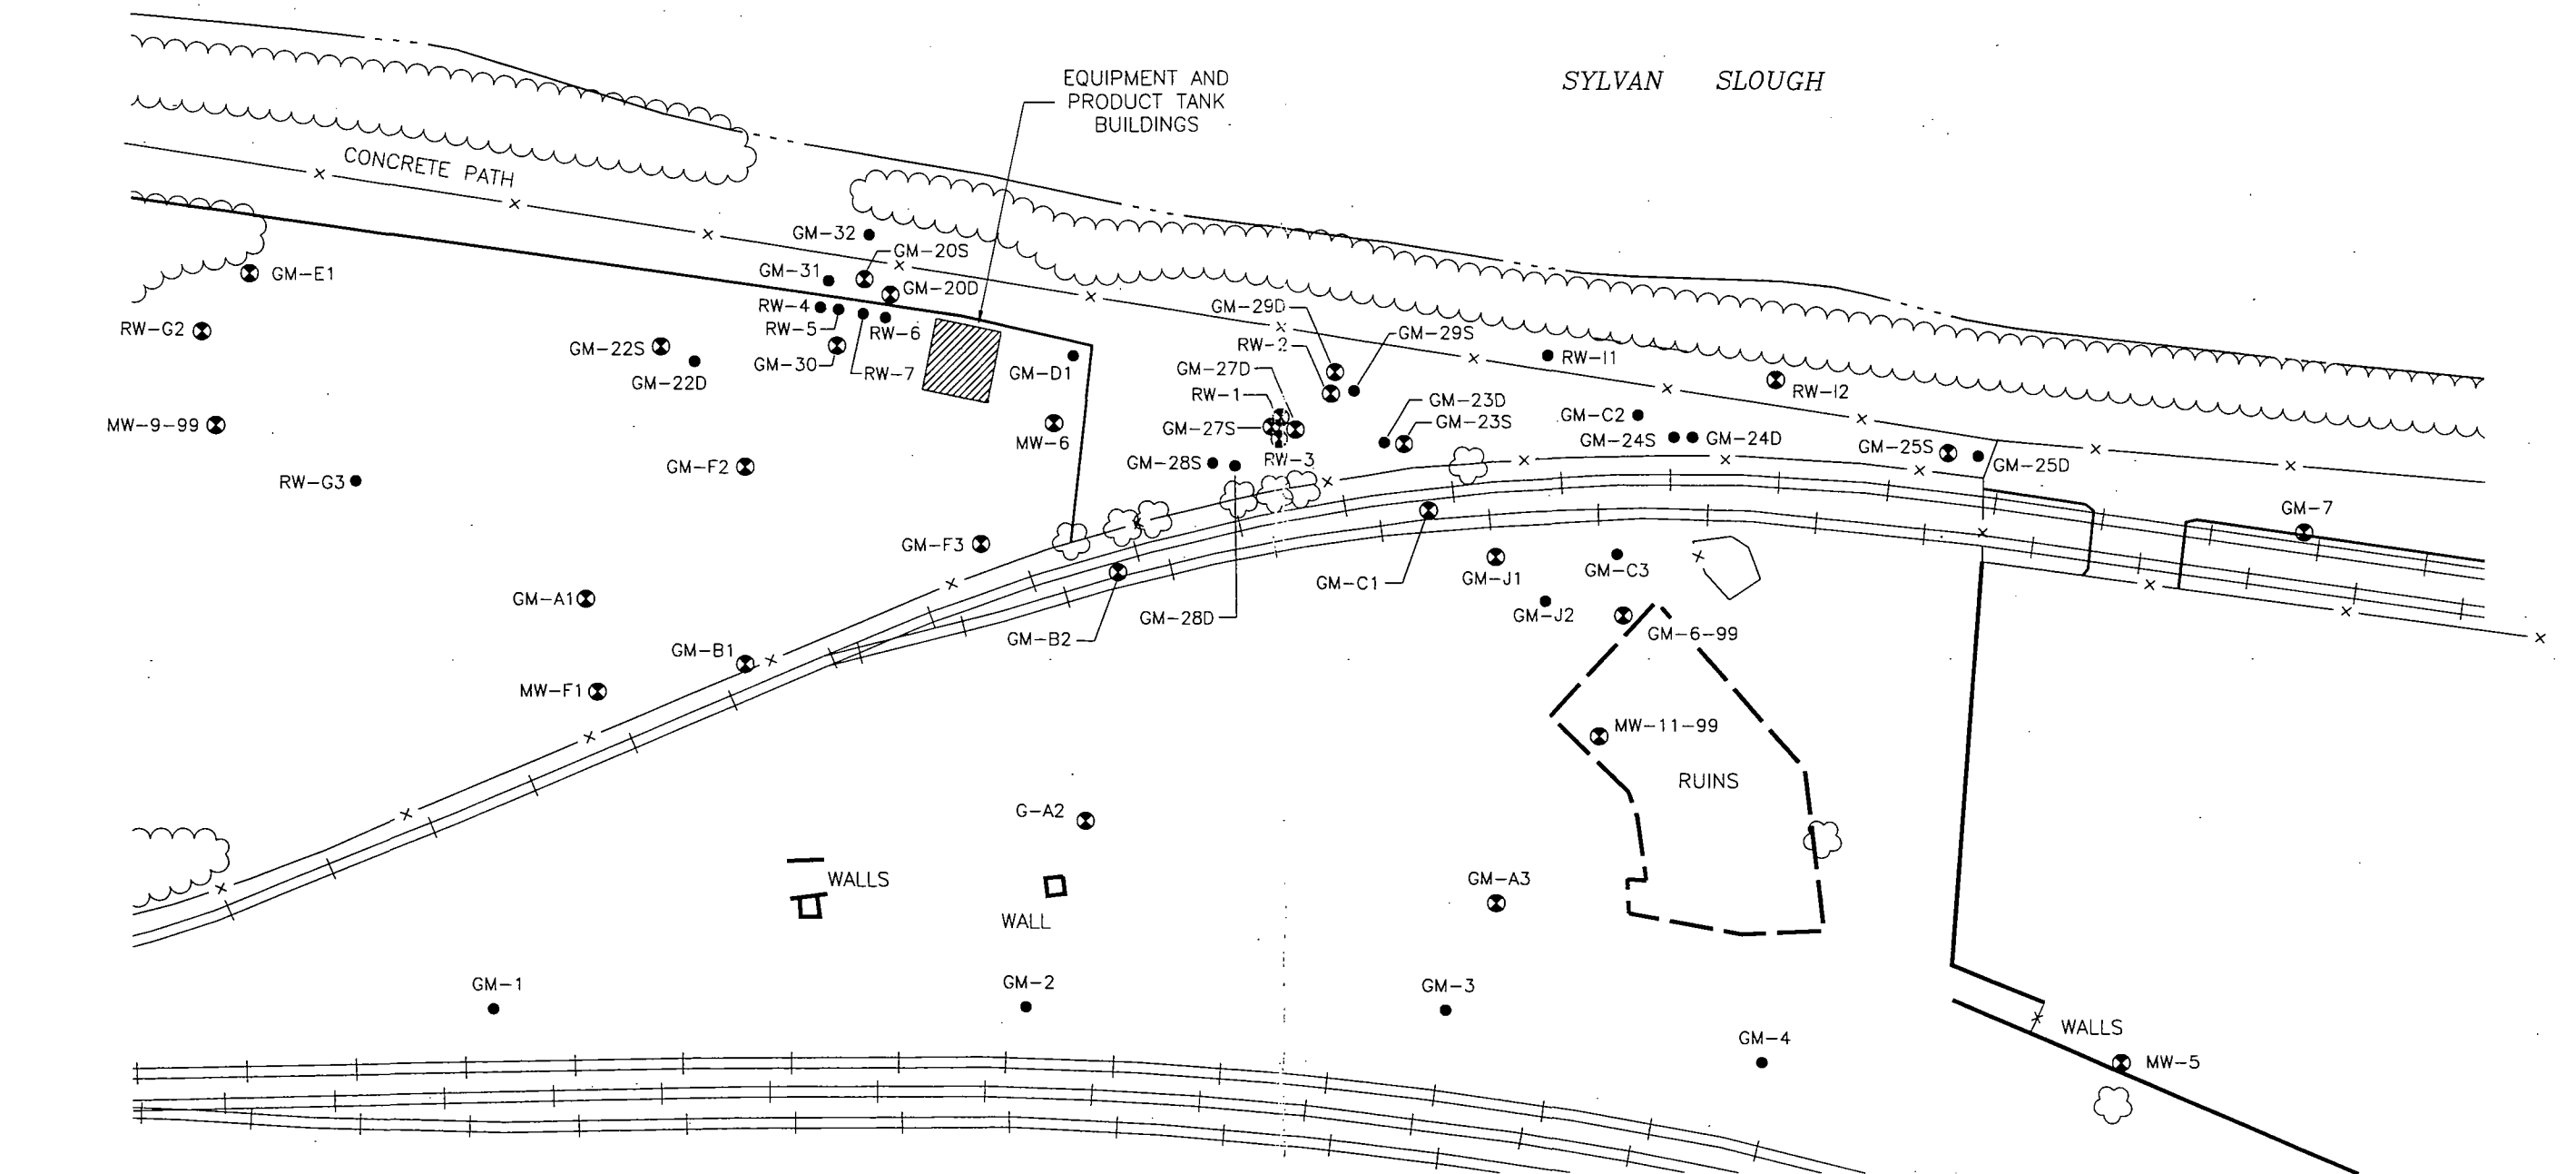 EQUIPMENT AND
PRODUCT TANK
BUILDINGS
SYLVAN SLOUGH
CONCRETE PATH
GM-32
GM-20S
GM-E1
GM-31
GM-20D
RW-4
GM-29D
RW-G2
RW-5
RW-6
GM-29S
GM-22S
RW-2
RW-I1
GM-30
RW-7
GM-D1
GM-27D
GM-22D
RW-1
RW-I2
GM-23D
GM-C2
MW-9-99
GM-27S
GM-23S
MW-6
GM-24S
GM-24D
GM-25S
RW-3
GM-28S
GM-25D
GM-F2
RW-G3
GM-7
GM-F3
GM-J1
GM-C3
GM-C1
GM-A1
GM-28D
GM-J2
GM-B2
GM-6-99
GM-B1
MW-F1
MW-11-99
RUINS
G-A2
WALLS
GM-A3
WALL
GM-1
GM-2
GM-3
WALLS
GM-4
MW-5